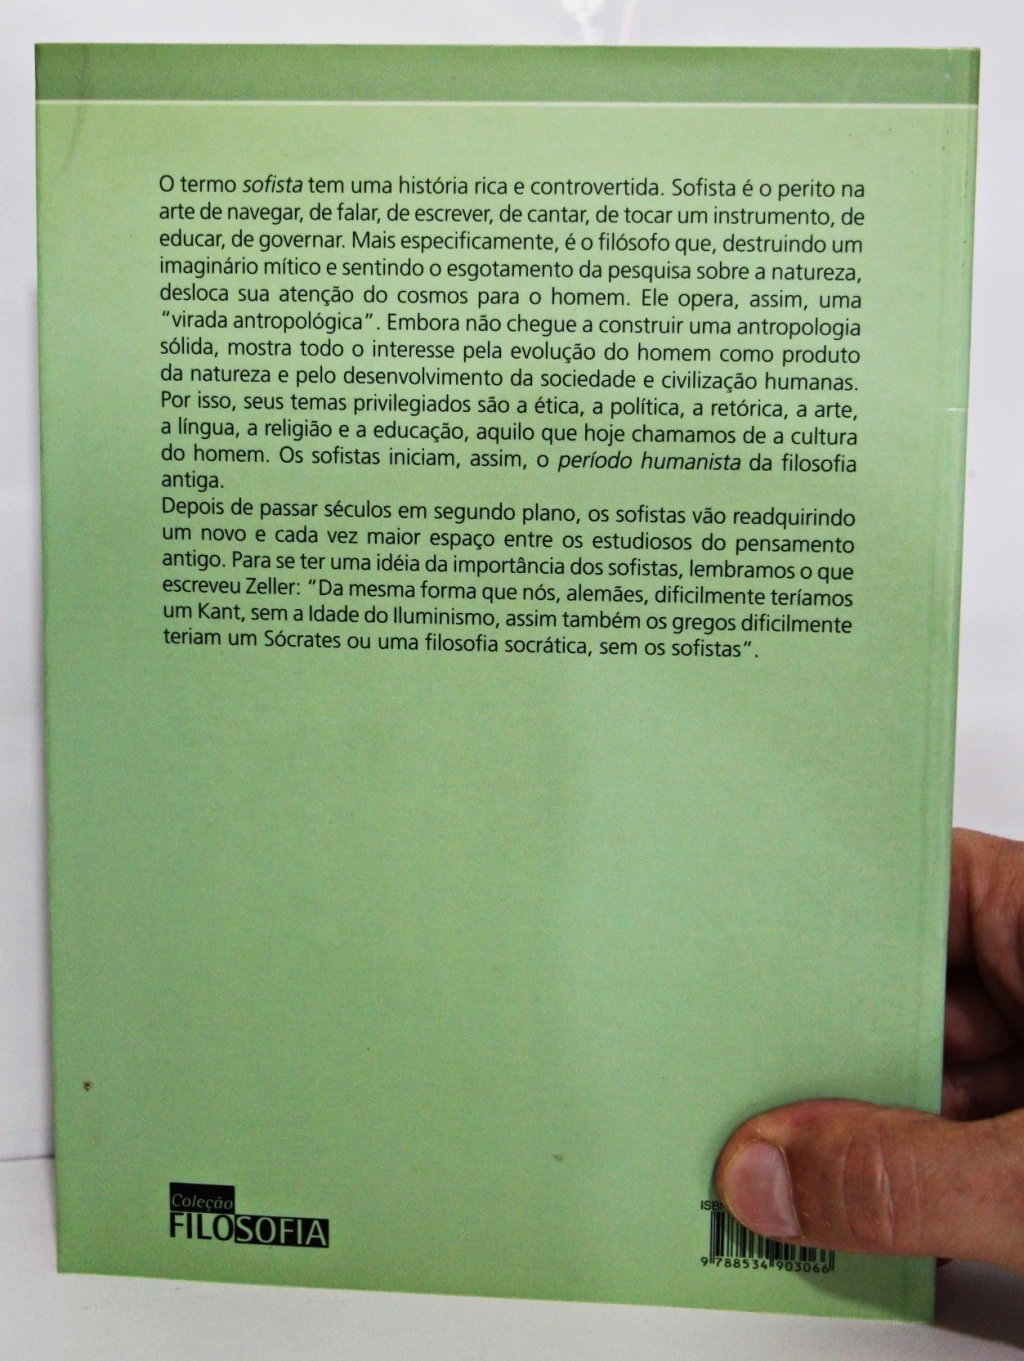 O termo sofista tem uma história rica e controvertida. Sofista é o perito na
arte de navegar, de falar, de escrever, de cantar, de tocar um instrumento, de
educar, de governar. Mais especificamente, é o filósofo que, destruindo um
imaginário mítico e sentindo o esgotamento da pesquisa sobre a natureza,
desloca sua atenção do cosmos para o homem. Ele opera, assim, uma
“virada antropológica”. Embora não chegue a construir uma antropologia
sólida, mostra todo o interesse pela evolução do homem como produto
da natureza e pelo desenvolvimento da sociedade e civilização humanas.
Por isso, seus temas privilegiados são a ética, a política, a retórica, a arte,
a língua, a religião e a educação, aquilo que hoje chamamos de a cultura
do homem. Os sofistas iniciam, assim, o período humanista da filosofia
antiga.
Depois de passar séculos em segundo plano, os sofistas vão readquirindo
um novo e cada vez maior espaço entre os estudiosos do pensamento
antigo. Para se ter uma idéia da importância dos sofistas, lembramos o que
escreveu Zeller: “Da mesma forma que nós, alemães, dificilmente teríamos
um Kant, sem a Idade do Iluminismo, assim também os gregos dificilmente
teriam um Sócrates ou uma filosofia socrática, sem os sofistas”.
Coleção
FILOSOFIA
9 788534 903066